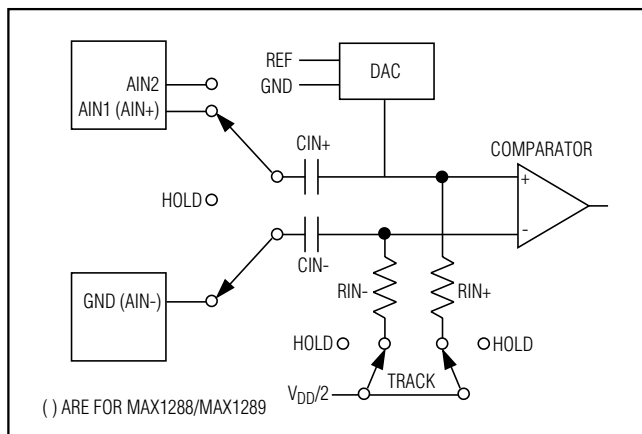 REF
GND
DAC
AIN2
AIN1 (AIN+)
CIN+
COMPARATOR
+
-
HOLD
CIN-
GND (AIN-)
RIN-
RIN+
HOLD
HOLD
TRACK
VDD/2
( ) ARE FOR MAX1288/MAX1289